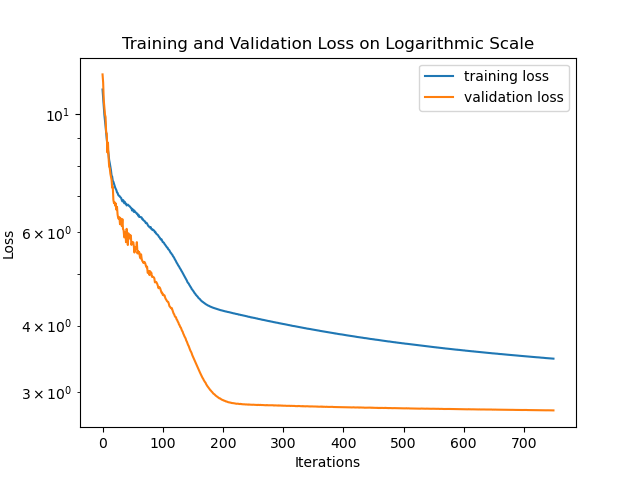 Training and Validation Loss on Logarithmic Scale
training loss
validation loss
10¹
6 × 10⁰
4 × 10⁰
3 × 10⁰
Loss
0 100 200 300 400 500 600 700
Iterations